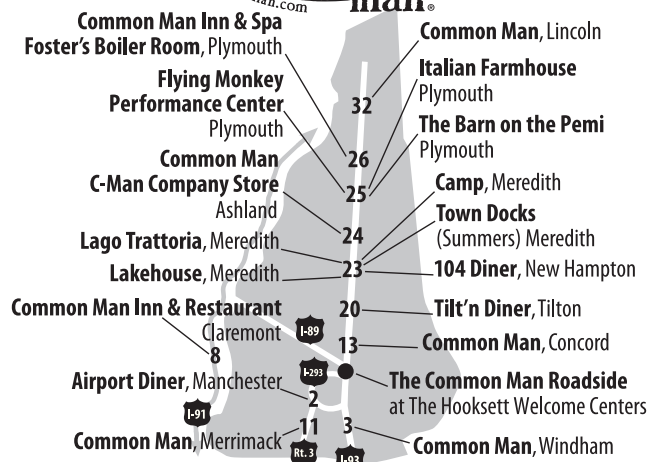 an.com
man®
Common Man Inn & Spa
Foster's Boiler Room, Plymouth
Common Man, Lincoln
Flying Monkey
Performance Center
Plymouth
Italian Farmhouse
Plymouth
32
The Barn on the Pemi
Plymouth
26
Common Man
C-Man Company Store
Ashland
25
Camp, Meredith
Town Docks
(Summers) Meredith
24
Lago Trattoria, Meredith
Lakehouse, Meredith
23
104 Diner, New Hampton
Common Man Inn & Restaurant
Claremont
8
20
Tilt'n Diner, Tilton
I-89
13
Common Man, Concord
I-293
The Common Man Roadside
at The Hooksett Welcome Centers
Airport Diner, Manchester
2
I-91
11
3
Common Man, Merrimack
Common Man, Windham
Rt. 3
I-93